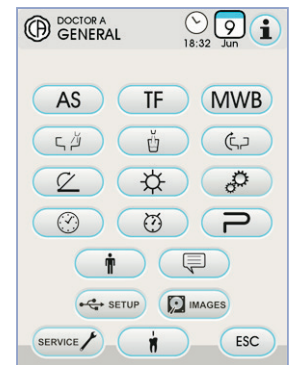 DOCTOR A
GENERAL
9
18:32 Jun
i
AS TF MWB
SETUP IMAGES
SERVICE ESC